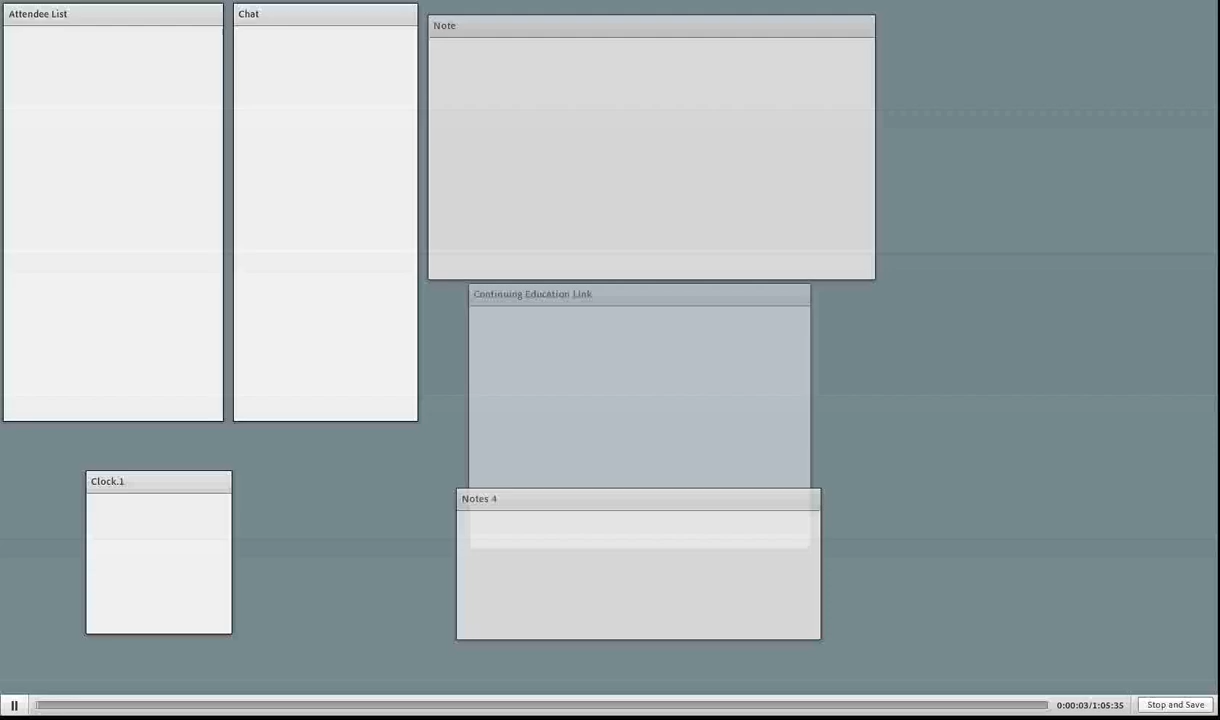 Attendee List
Chat
Note
Continuing Education Link
Clock.1
Notes 4
0:00:03/1:05:35
Stop and Save